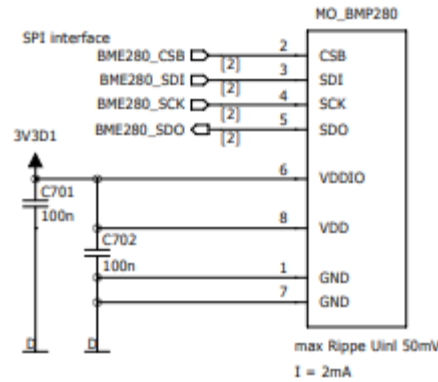 MO_BMP280
SPI interface
BME280_CSB [2] 2 CSB
BME280_SDI [2] 3 SDI
BME280_SCK [2] 4 SCK
BME280_SDO [2] 5 SDO
3V3D1
6 VDDIO
C701
100n
8 VDD
C702
100n
1 GND
7 GND
D D
max Rippe Uinl 50mV
I = 2mA